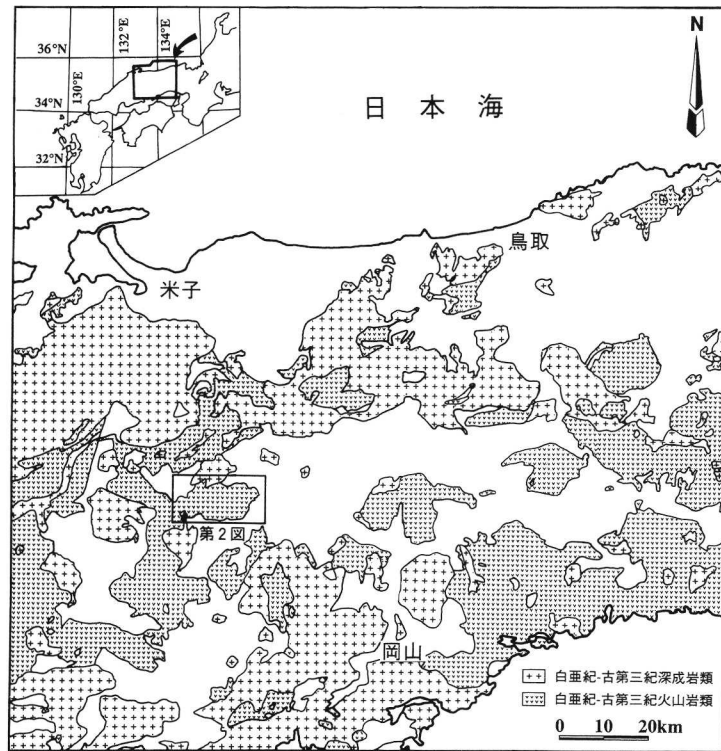 36°N
34°N
32°N
130°E
132°E
134°E
N
日本海
鳥取
米子
第2図
岡山
白亜紀-古第三紀深成岩類
白亜紀-古第三紀火山岩類
0 10 20km